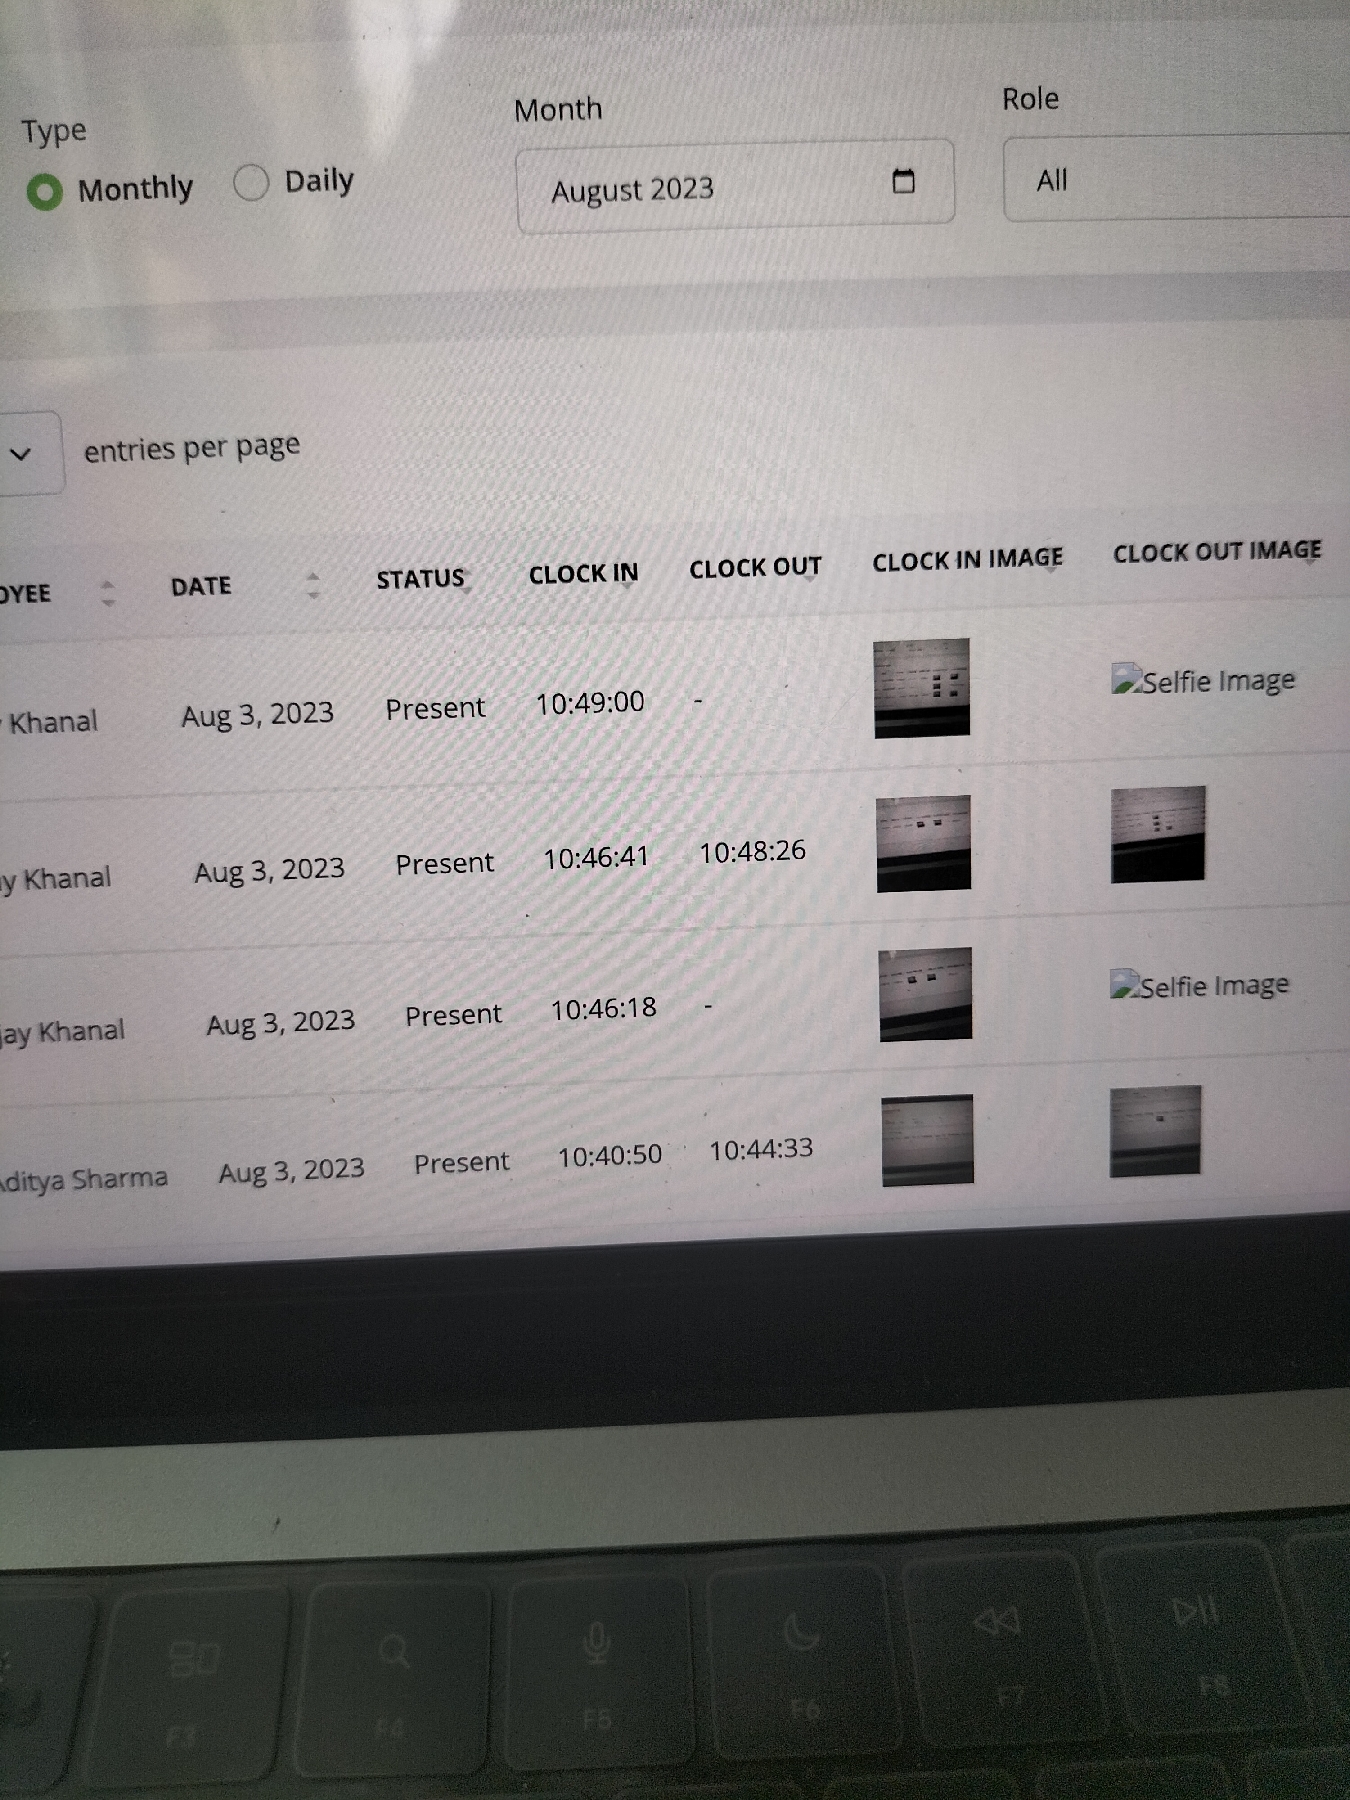 Type
Month
Role
Monthly
Daily
August 2023
All
entries per page
OYEE DATE STATUS CLOCK IN CLOCK OUT CLOCK IN IMAGE CLOCK OUT IMAGE
Khanal Aug 3, 2023 Present 10:49:00 - Selfie Image
y Khanal Aug 3, 2023 Present 10:46:41 10:48:26
jay Khanal Aug 3, 2023 Present 10:46:18 - Selfie Image
Aditya Sharma Aug 3, 2023 Present 10:40:50 10:44:33
F3 F4 F5 F6 F7 F8